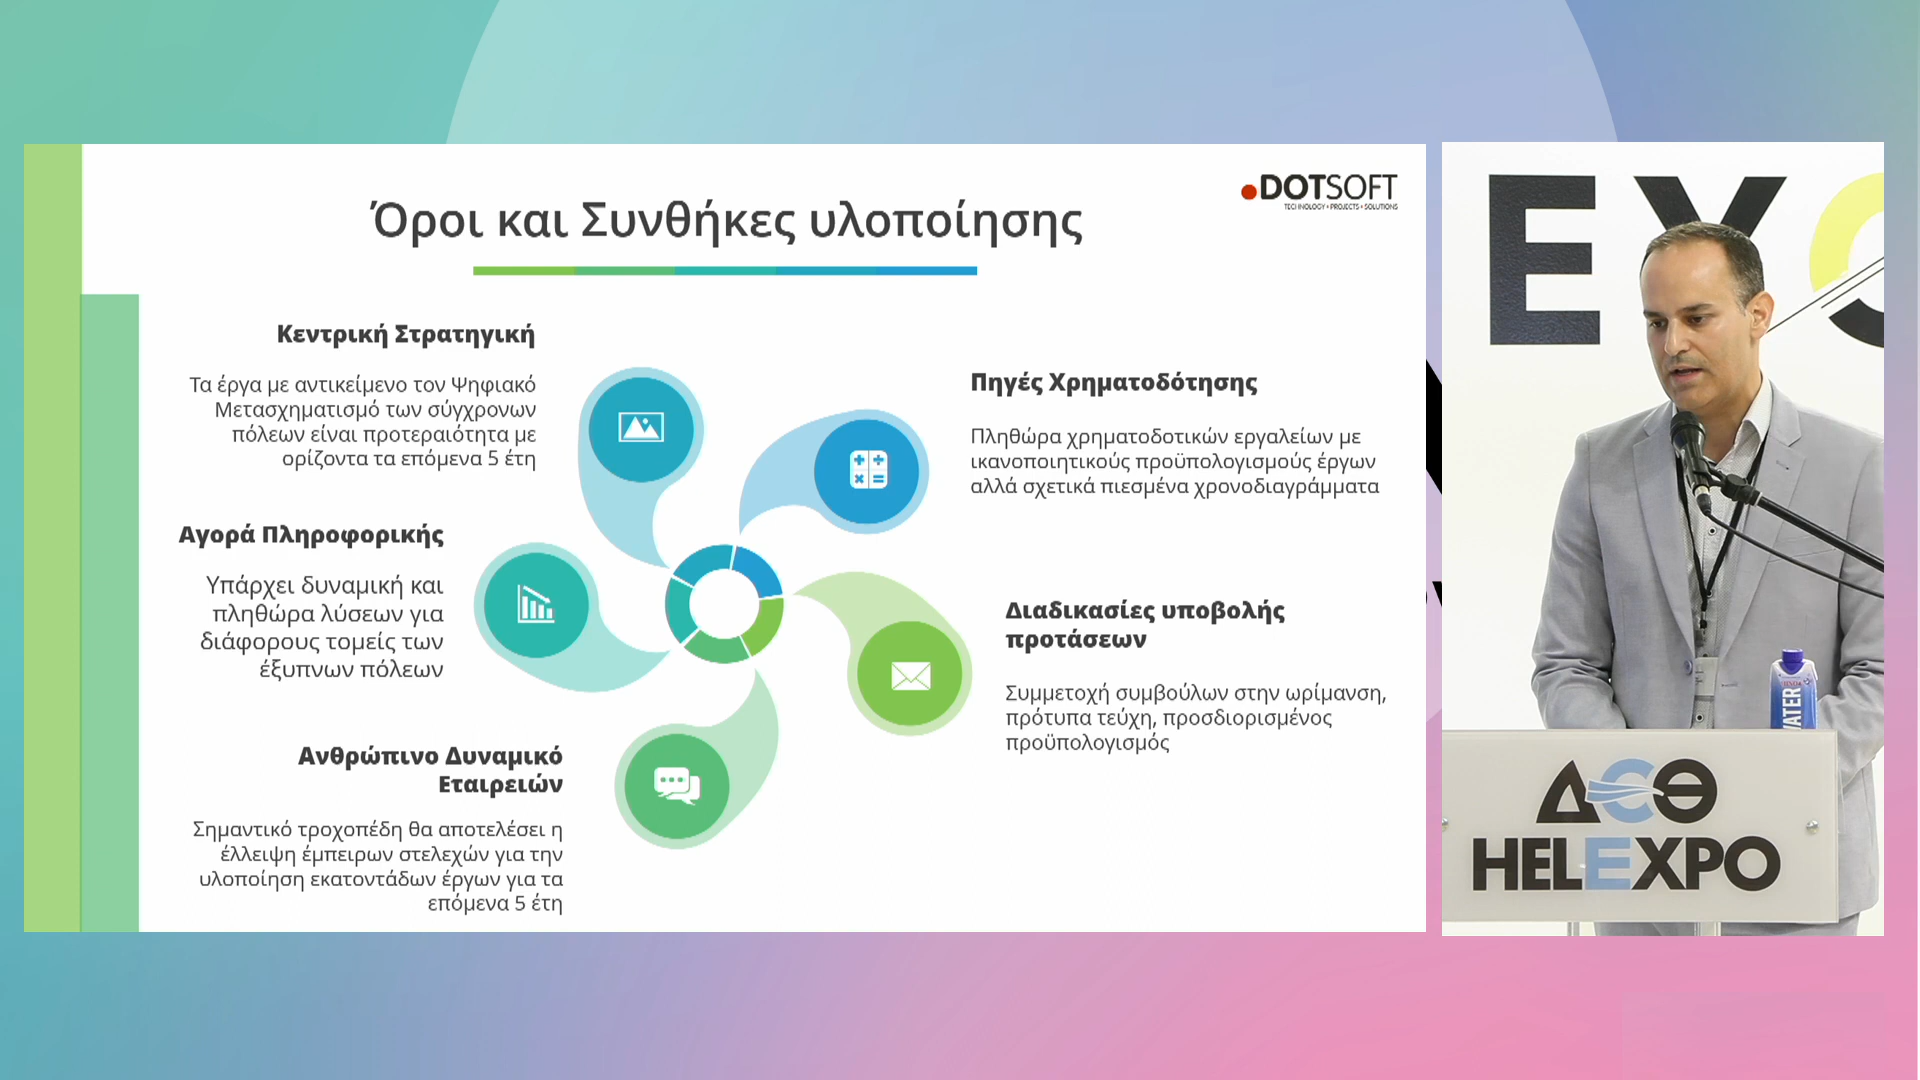 Όροι και Συνθήκες υλοποίησης
DOTSOFT
TECHNOLOGY • PROJECTS • SOLUTIONS
Κεντρική Στρατηγική
Τα έργα με αντικείμενο τον Ψηφιακό
Μετασχηματισμό των σύγχρονων
πόλεων είναι προτεραιότητα με
ορίζοντα τα επόμενα 5 έτη
Αγορά Πληροφορικής
Υπάρχει δυναμική και
πληθώρα λύσεων για
διάφορους τομείς των
έξυπνων πόλεων
Ανθρώπινο Δυναμικό
Εταιρειών
Σημαντικό τροχοπέδη θα αποτελέσει η
έλλειψη έμπειρων στελεχών για την
υλοποίηση εκατοντάδων έργων για τα
επόμενα 5 έτη
Πηγές Χρηματοδότησης
Πληθώρα χρηματοδοτικών εργαλείων με
ικανοποιητικούς προϋπολογισμούς έργων
αλλά σχετικά πιεσμένα χρονοδιαγράμματα
Διαδικασίες υποβολής
προτάσεων
Συμμετοχή συμβούλων στην ωρίμανση,
πρότυπα τεύχη, προσδιορισμένος
προϋπολογισμός
WATER
ΔΕΘ
HELEXPO